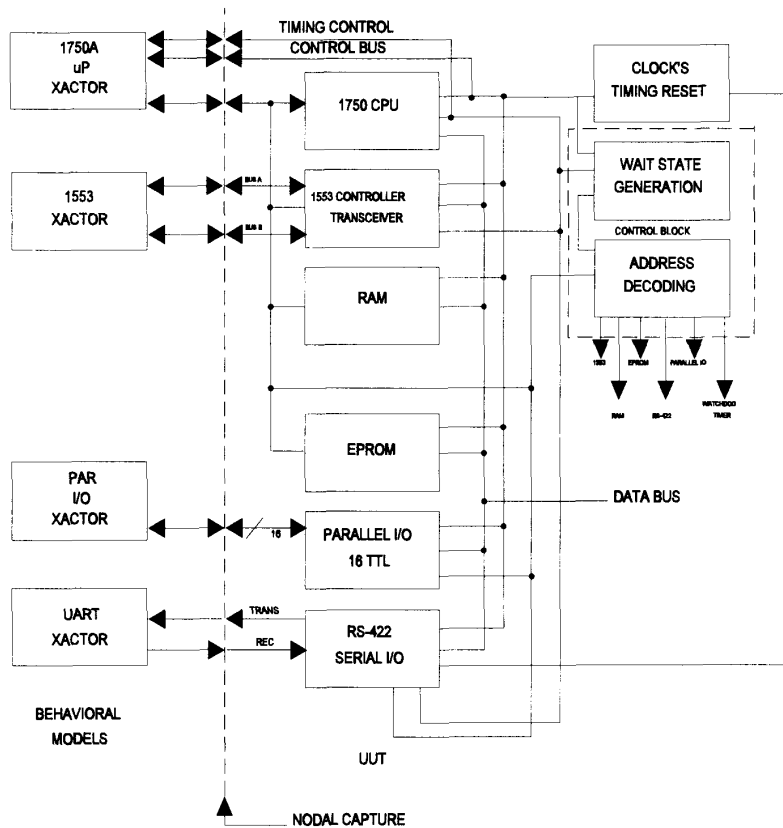 TIMING CONTROL
CONTROL BUS
1750A
uP
XACTOR
1750 CPU
CLOCK'S
TIMING RESET
1553
XACTOR
BUS A
BUS B
1553 CONTROLLER
TRANSCEIVER
WAIT STATE
GENERATION
CONTROL BLOCK
ADDRESS
DECODING
RAM
1553
EPROM
PARALLEL I/O
RAM
RS-422
WATCHDOG
TIMER
EPROM
PAR
I/O
XACTOR
16
PARALLEL I/O
16 TTL
DATA BUS
UART
XACTOR
TRANS
REC
RS-422
SERIAL I/O
BEHAVIORAL
MODELS
UUT
NODAL CAPTURE